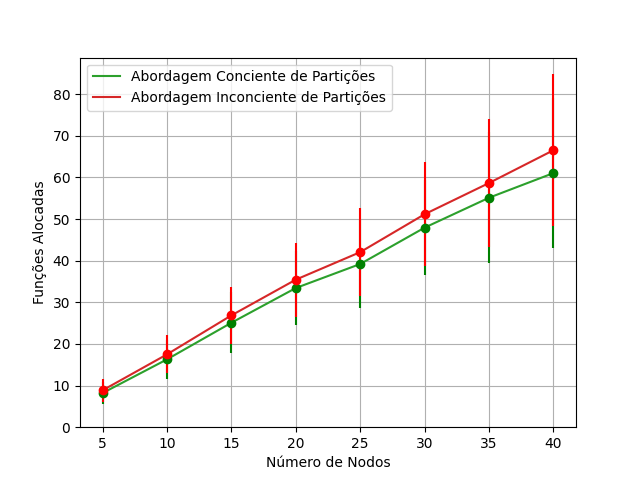 Abordagem Conciente de Partições
Abordagem Inconciente de Partições
Funções Alocadas
80
70
60
50
40
30
20
10
0
5 10 15 20 25 30 35 40
Número de Nodos